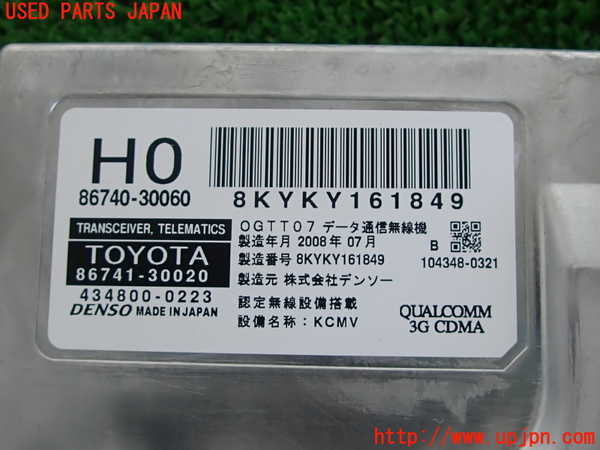 USED PARTS JAPAN
H0
86740-30060
8KYKY161849
TRANSCEIVER, TELEMATICS
TOYOTA
86741-30020
434800-0223
DENSO MADE IN JAPAN
OGTT07 データ通信無線機
製造年月 2008年 07月
製造番号 8KYKY161849
製造元 株式会社デンソー
認定無線設備搭載
設備名称:KCMV
B
104348-0321
QUALCOMM
3G CDMA
http://www.upjpn.com/